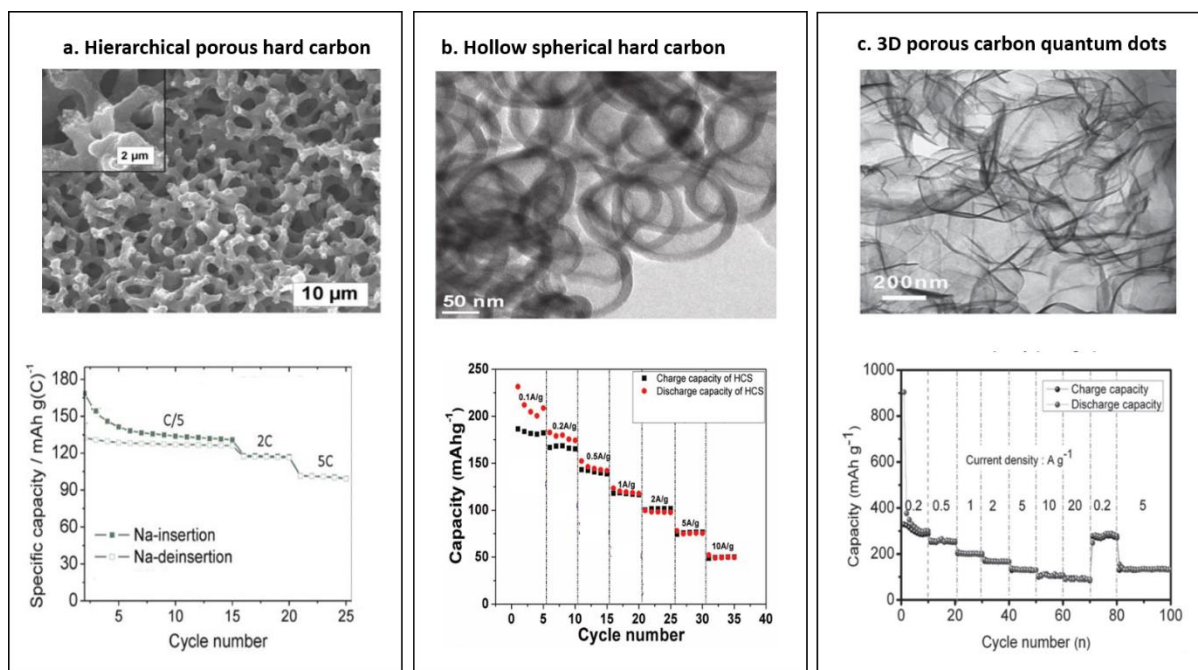 a. Hierarchical porous hard carbon
2 µm
10 µm
180
150
120
90
60
30
0
Specific capacity / mAh g(C)⁻¹
C/5
2C
5C
Na-insertion
Na-deinsertion
5
10
15
20
25
Cycle number
b. Hollow spherical hard carbon
50 nm
250
200
150
100
50
0
Capacity (mAhg⁻¹)
Charge capacity of HCS
Discharge capacity of HCS
0.1A/g
0.2A/g
0.5A/g
1A/g
2A/g
5A/g
10A/g
0
5
10
15
20
25
30
35
40
Cycle number
c. 3D porous carbon quantum dots
200nm
1000
800
600
400
200
0
Capacity (mAh g⁻¹)
Charge capacity
Discharge capacity
Current density : A g⁻¹
0.2
0.5
1
2
5
10
20
0.2
5
0
20
40
60
80
100
Cycle number (n)